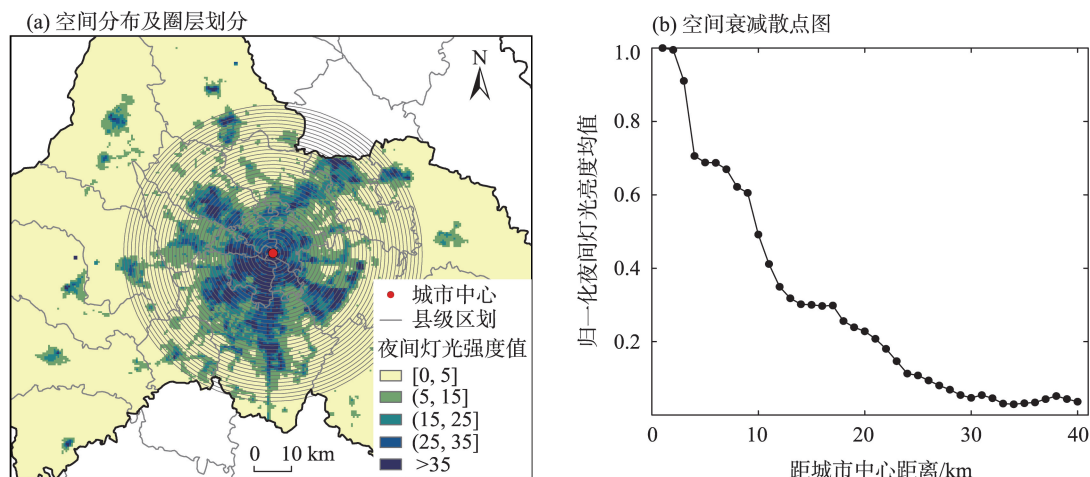 (a) 空间分布及圈层划分
N
城市中心
县级区划
夜间灯光强度值
[0, 5]
(5, 15]
(15, 25]
(25, 35]
>35
0 10 km
(b) 空间衰减散点图
归一化夜间灯光亮度均值
1.0
0.8
0.6
0.4
0.2
0 10 20 30 40
距城市中心距离/km